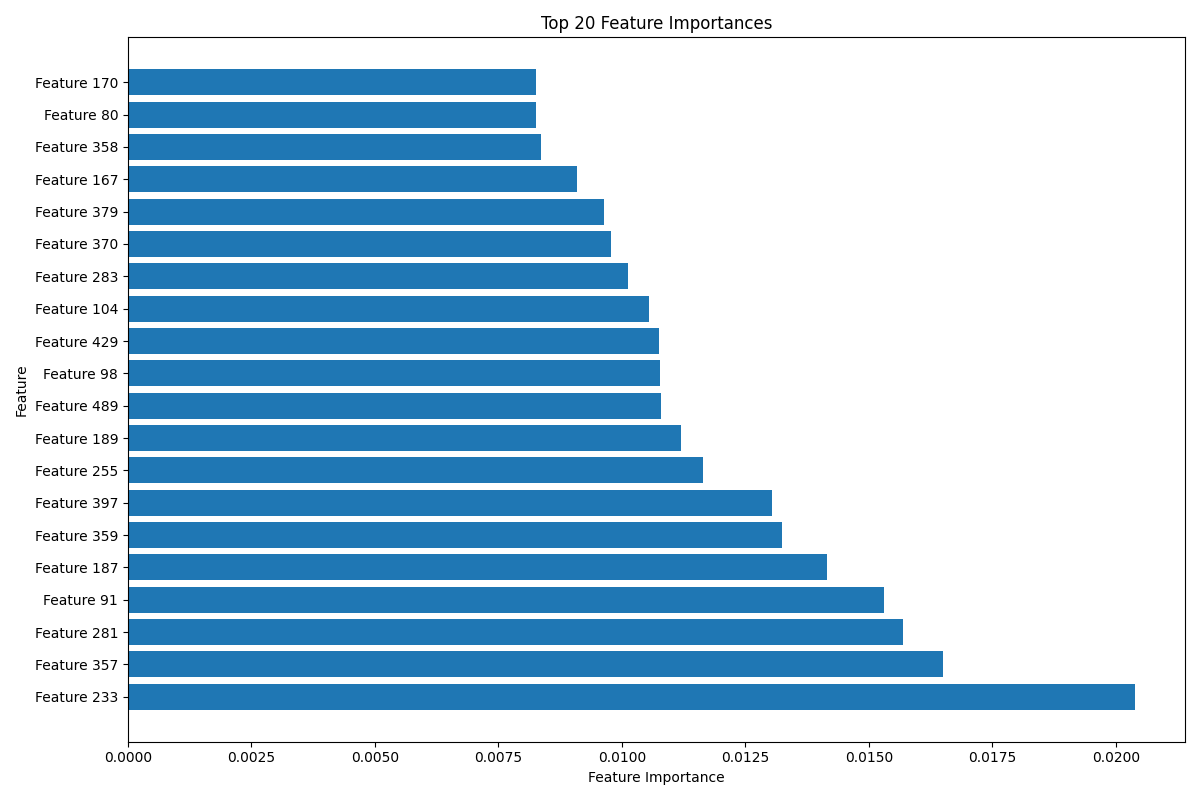 Top 20 Feature Importances
Feature 170
Feature 80
Feature 358
Feature 167
Feature 379
Feature 370
Feature 283
Feature 104
Feature 429
Feature 98
Feature 489
Feature 189
Feature 255
Feature 397
Feature 359
Feature 187
Feature 91
Feature 281
Feature 357
Feature 233
Feature
0.0000 0.0025 0.0050 0.0075 0.0100 0.0125 0.0150 0.0175 0.0200
Feature Importance